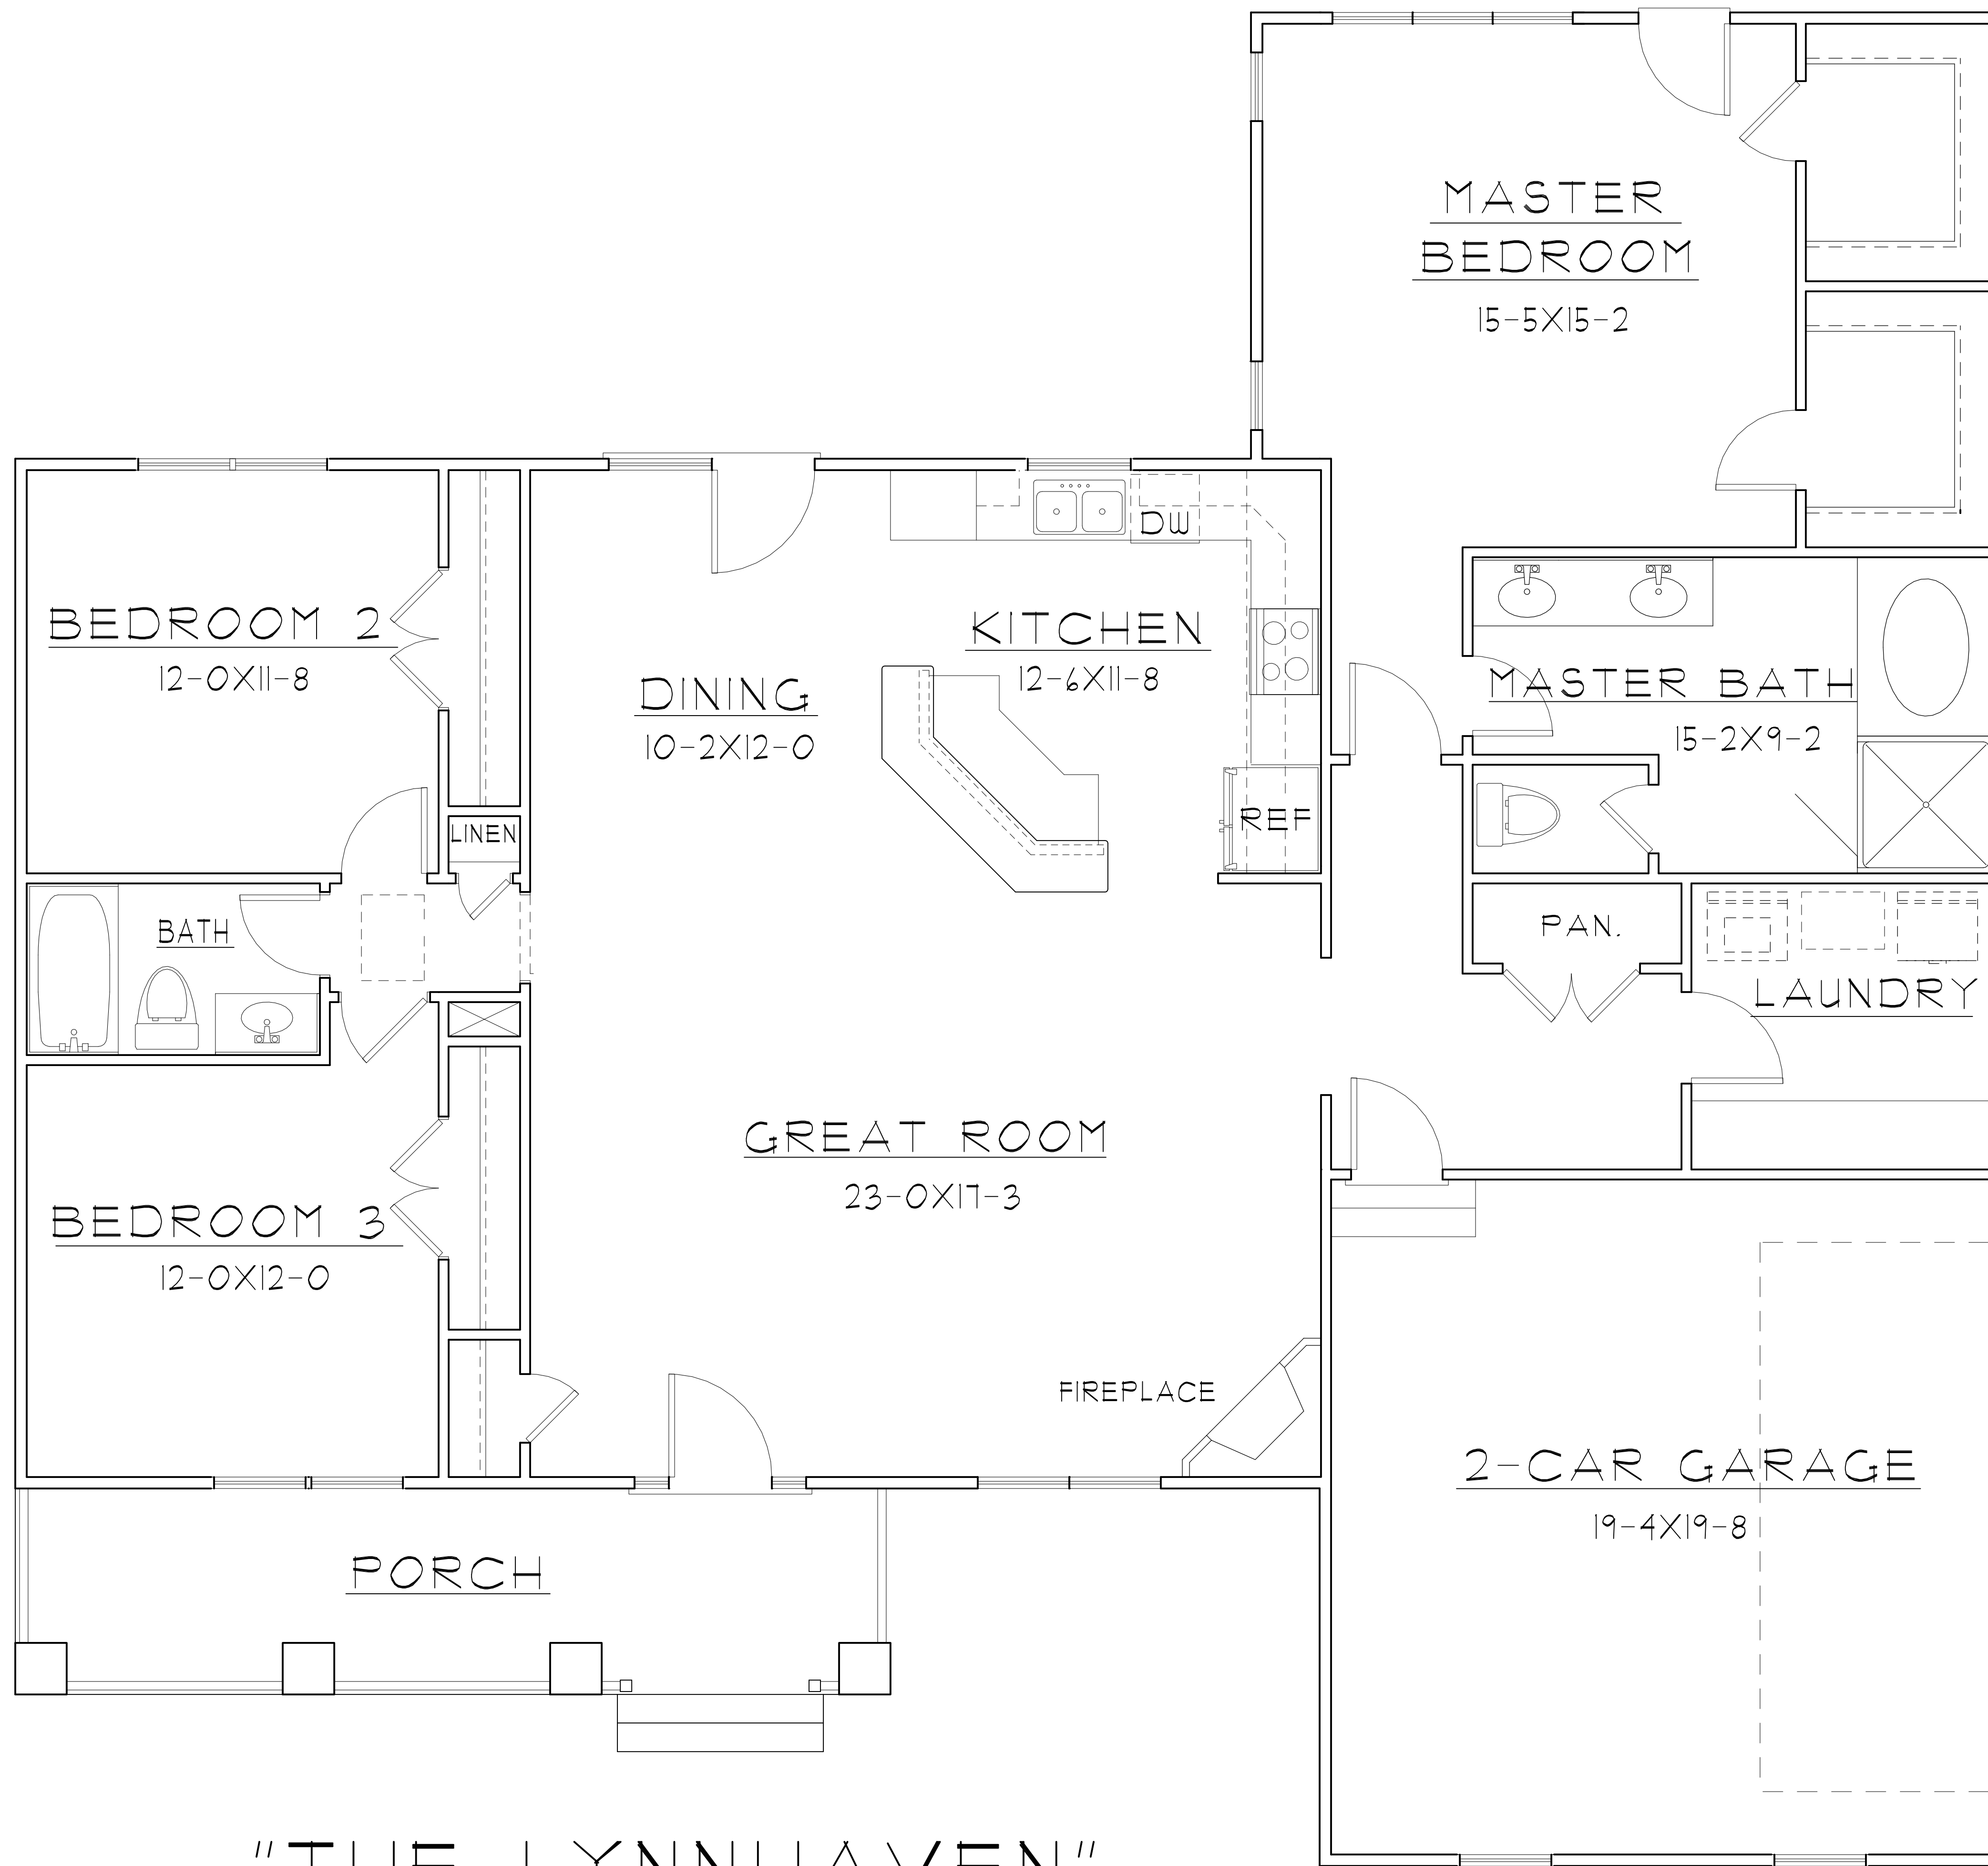 MASTER
BEDROOM
15-5X15-2
BEDROOM 2
12-0X11-8
LINEN
BATH
BEDROOM 3
12-0X12-0
DINING
10-2X12-0
KITCHEN
12-6X11-8
DW
REF
MASTER BATH
15-2X9-2
PAN.
LAUNDRY
GREAT ROOM
23-0X17-3
FIREPLACE
2-CAR GARAGE
19-4X19-8
PORCH
"THE LYNNHAVEN"